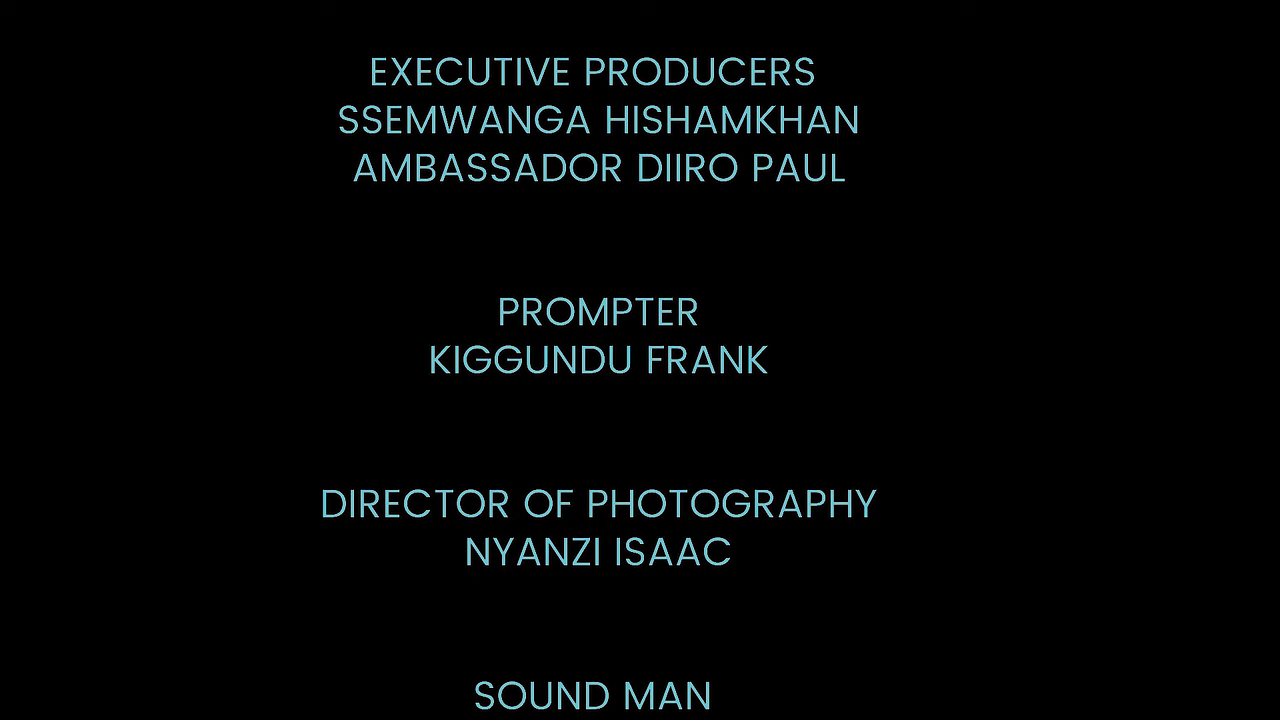 EXECUTIVE PRODUCERS
SSEMWANGA HISHAMKHAN
AMBASSADOR DIIRO PAUL
PROMPTER
KIGGUNDU FRANK
DIRECTOR OF PHOTOGRAPHY
NYANZI ISAAC
SOUND MAN